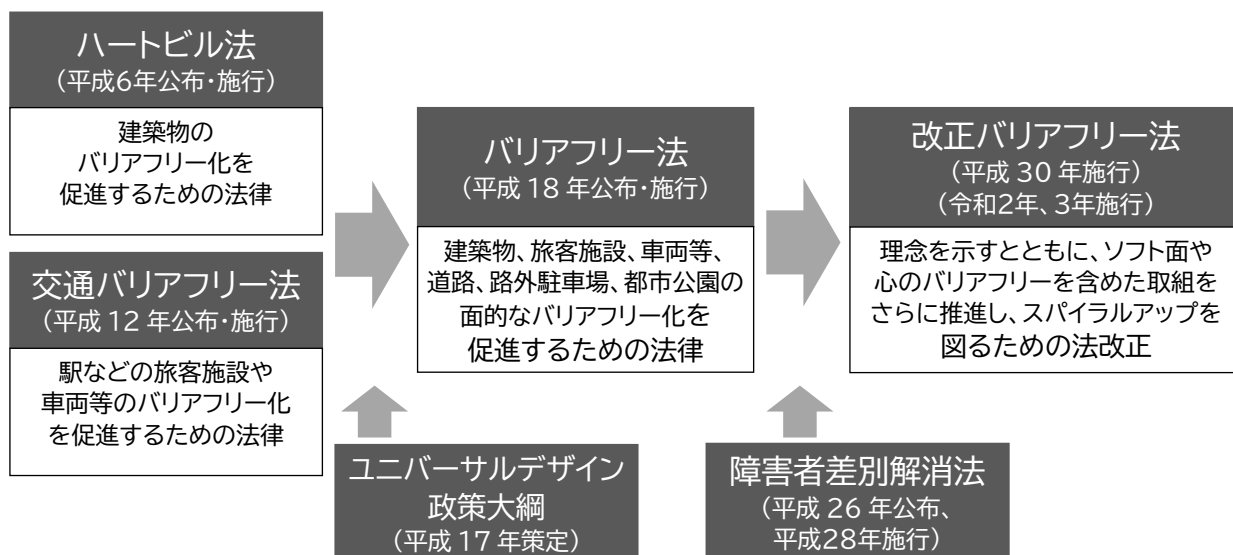 ハートビル法
（平成6年公布・施行）
建築物の
バリアフリー化を
促進するための法律
交通バリアフリー法
（平成 12 年公布・施行）
駅などの旅客施設や
車両等のバリアフリー化
を促進するための法律
バリアフリー法
（平成 18 年公布・施行）
建築物、旅客施設、車両等、
道路、路外駐車場、都市公園の
面的なバリアフリー化を
促進するための法律
ユニバーサルデザイン
政策大綱
（平成 17 年策定）
改正バリアフリー法
（平成 30 年施行）
（令和2年、3年施行）
理念を示すとともに、ソフト面や
心のバリアフリーを含めた取組を
さらに推進し、スパイラルアップを
図るための法改正
障害者差別解消法
（平成 26 年公布、
平成28年施行）